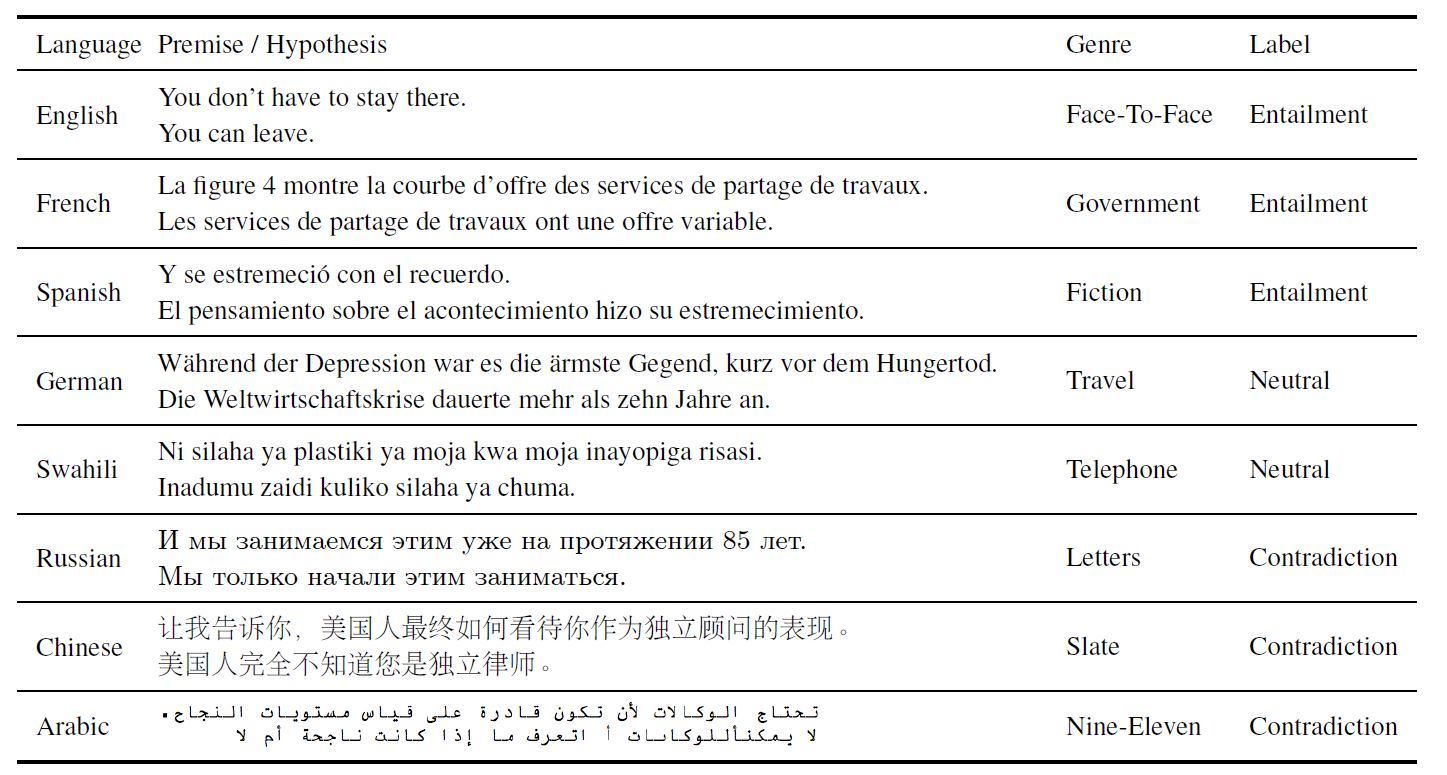 Language Premise / Hypothesis Genre Label
English
You don't have to stay there.
You can leave.
Face-To-Face Entailment
French
La figure 4 montre la courbe d'offre des services de partage de travaux.
Les services de partage de travaux ont une offre variable.
Government Entailment
Spanish
Y se estremeció con el recuerdo.
El pensamiento sobre el acontecimiento hizo su estremecimiento.
Fiction Entailment
German
Während der Depression war es die ärmste Gegend, kurz vor dem Hungertod.
Die Weltwirtschaftskrise dauerte mehr als zehn Jahre an.
Travel Neutral
Swahili
Ni silaha ya plastiki ya moja kwa moja inayopiga risasi.
Inadumu zaidi kuliko silaha ya chuma.
Telephone Neutral
Russian
И мы занимаемся этим уже на протяжении 85 лет.
Мы только начали этим заниматься.
Letters Contradiction
Chinese
让我告诉你，美国人最终如何看待你作为独立顾问的表现。
美国人完全不知道您是独立律师。
Slate Contradiction
Arabic
تحتاج الوكالات لأن تكون قادرة على قياس مستويات النجاح.
لا ما إذا كانت ناجحة أم لا
Nine-Eleven Contradiction